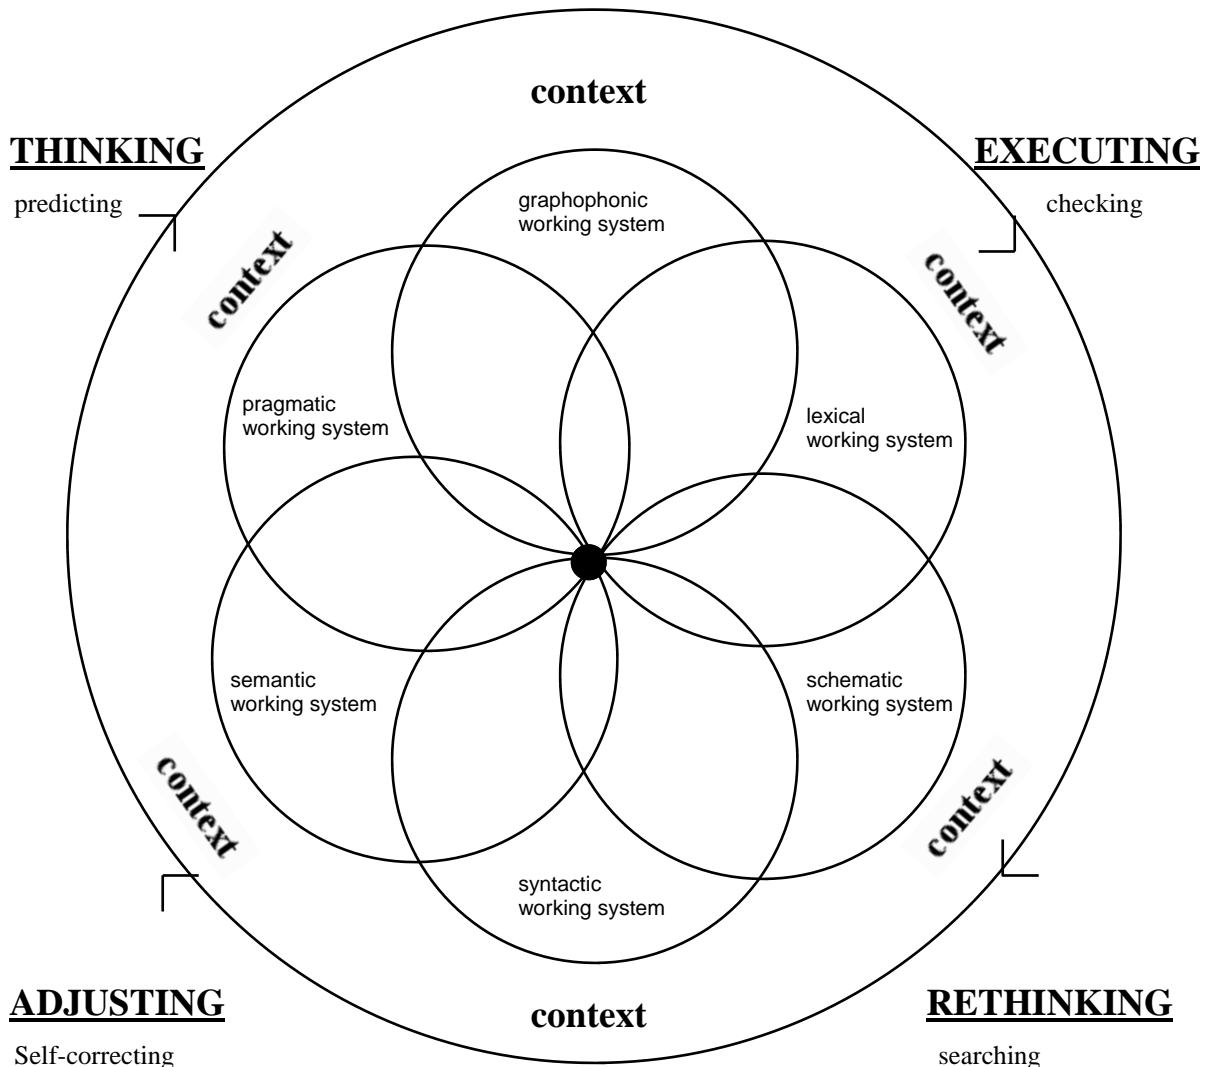 context
THINKING
EXECUTING
predicting
checking
graphophonic
working system
context
context
pragmatic
working system
lexical
working system
semantic
working system
schematic
working system
context
context
syntactic
working system
ADJUSTING
context
RETHINKING
Self-correcting
searching